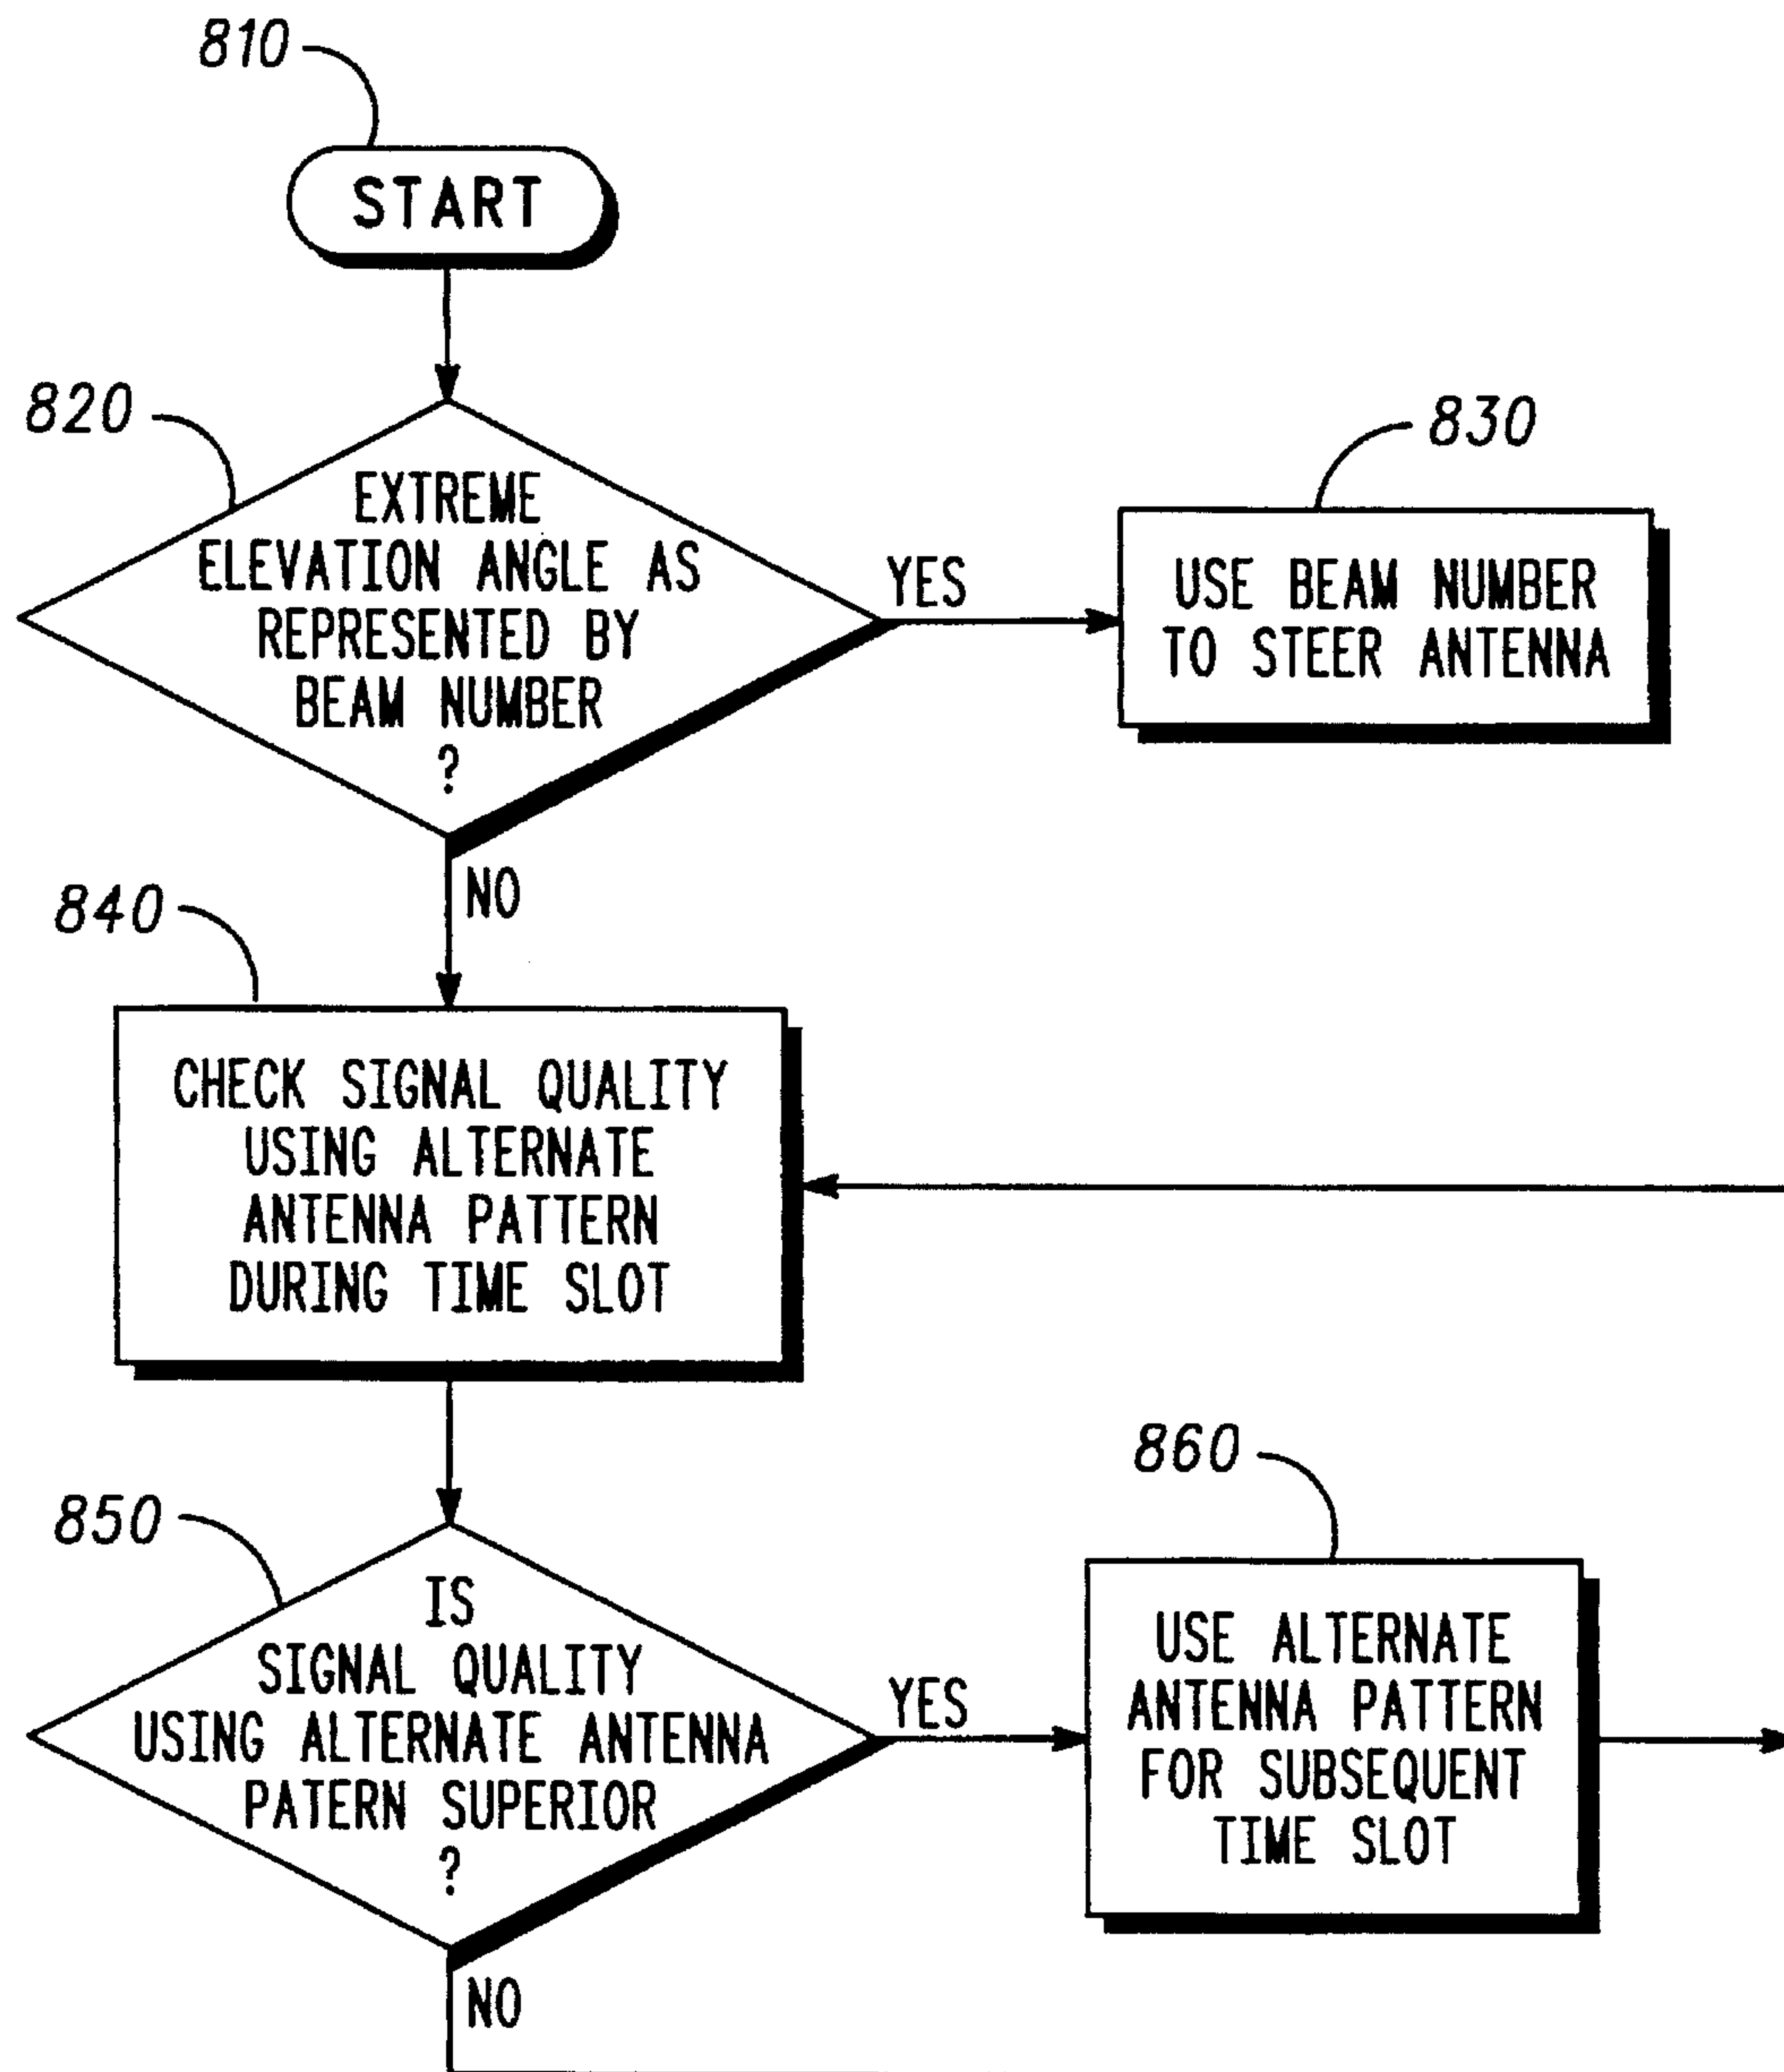 810
START
820
EXTREME
ELEVATION ANGLE AS
REPRESENTED BY
BEAM NUMBER
?
YES
830
USE BEAM NUMBER
TO STEER ANTENNA
NO
840
CHECK SIGNAL QUALITY
USING ALTERNATE
ANTENNA PATTERN
DURING TIME SLOT
850
IS
SIGNAL QUALITY
USING ALTERNATE ANTENNA
PATERN SUPERIOR
?
YES
860
USE ALTERNATE
ANTENNA PATTERN
FOR SUBSEQUENT
TIME SLOT
NO